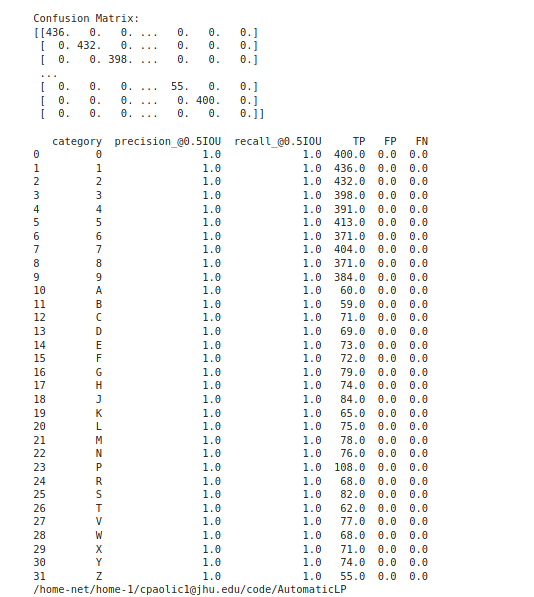 Confusion Matrix:
[[436.   0.   0. ...   0.   0.   0.]
 [  0. 432.   0. ...   0.   0.   0.]
 [  0.   0. 398. ...   0.   0.   0.]
 ...
 [  0.   0.   0. ...  55.   0.   0.]
 [  0.   0.   0. ...   0. 400.   0.]
 [  0.   0.   0. ...   0.   0.   0.]]
   category  precision_@0.5IOU  recall_@0.5IOU     TP   FP   FN
0         0                1.0             1.0  400.0  0.0  0.0
1         1                1.0             1.0  436.0  0.0  0.0
2         2                1.0             1.0  432.0  0.0  0.0
3         3                1.0             1.0  398.0  0.0  0.0
4         4                1.0             1.0  391.0  0.0  0.0
5         5                1.0             1.0  413.0  0.0  0.0
6         6                1.0             1.0  371.0  0.0  0.0
7         7                1.0             1.0  404.0  0.0  0.0
8         8                1.0             1.0  371.0  0.0  0.0
9         9                1.0             1.0  384.0  0.0  0.0
10        A                1.0             1.0   60.0  0.0  0.0
11        B                1.0             1.0   59.0  0.0  0.0
12        C                1.0             1.0   71.0  0.0  0.0
13        D                1.0             1.0   69.0  0.0  0.0
14        E                1.0             1.0   73.0  0.0  0.0
15        F                1.0             1.0   72.0  0.0  0.0
16        G                1.0             1.0   79.0  0.0  0.0
17        H                1.0             1.0   74.0  0.0  0.0
18        J                1.0             1.0   84.0  0.0  0.0
19        K                1.0             1.0   65.0  0.0  0.0
20        L                1.0             1.0   75.0  0.0  0.0
21        M                1.0             1.0   78.0  0.0  0.0
22        N                1.0             1.0   76.0  0.0  0.0
23        P                1.0             1.0  108.0  0.0  0.0
24        R                1.0             1.0   68.0  0.0  0.0
25        S                1.0             1.0   82.0  0.0  0.0
26        T                1.0             1.0   62.0  0.0  0.0
27        V                1.0             1.0   77.0  0.0  0.0
28        W                1.0             1.0   68.0  0.0  0.0
29        X                1.0             1.0   71.0  0.0  0.0
30        Y                1.0             1.0   74.0  0.0  0.0
31        Z                1.0             1.0   55.0  0.0  0.0
/home-net/home-1/cpaolic1@jhu.edu/code/AutomaticLP